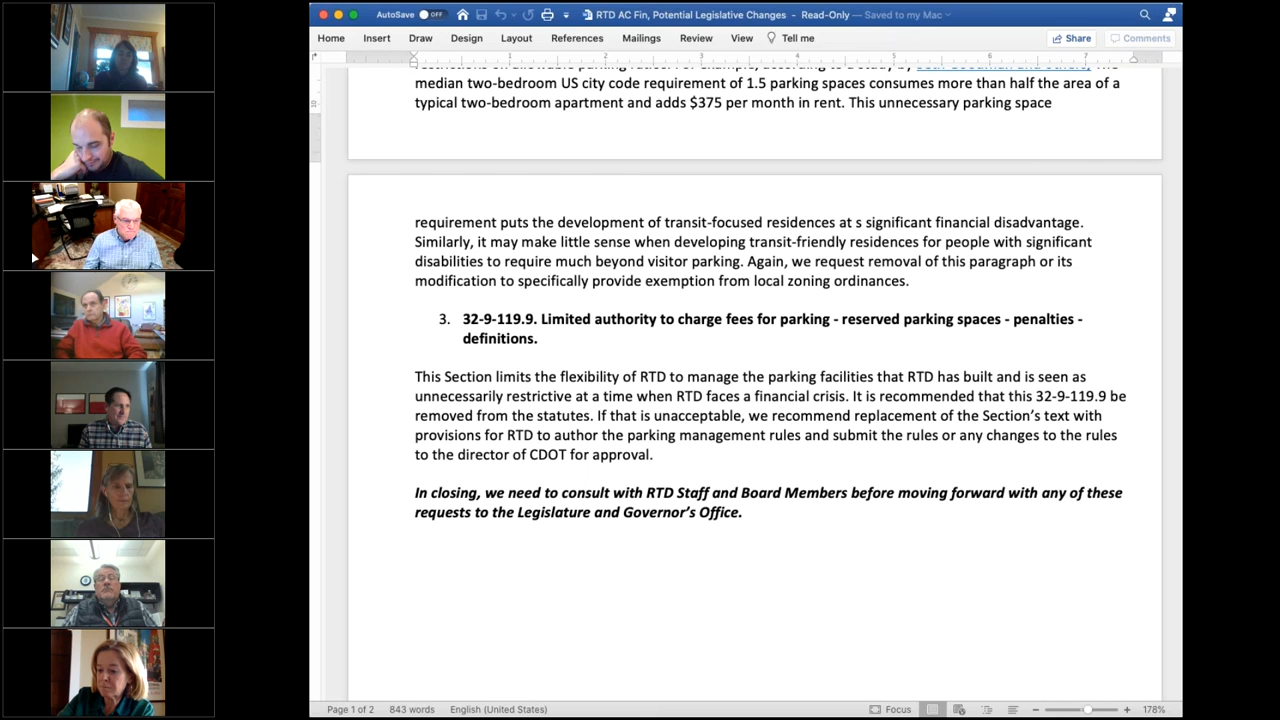 AutoSave OFF RTD AC Fin, Potential Legislative Changes - Read-Only — Saved to my Mac
Home Insert Draw Design Layout References Mailings Review View Tell me Share Comments
1 2 3 4 5 6 7
median two-bedroom US city code requirement of 1.5 parking spaces consumes more than half the area of a
typical two-bedroom apartment and adds $375 per month in rent. This unnecessary parking space
requirement puts the development of transit-focused residences at s significant financial disadvantage.
Similarly, it may make little sense when developing transit-friendly residences for people with significant
disabilities to require much beyond visitor parking. Again, we request removal of this paragraph or its
modification to specifically provide exemption from local zoning ordinances.
3. 32-9-119.9. Limited authority to charge fees for parking - reserved parking spaces - penalties -
definitions.
This Section limits the flexibility of RTD to manage the parking facilities that RTD has built and is seen as
unnecessarily restrictive at a time when RTD faces a financial crisis. It is recommended that this 32-9-119.9 be
removed from the statutes. If that is unacceptable, we recommend replacement of the Section's text with
provisions for RTD to author the parking management rules and submit the rules or any changes to the rules
to the director of CDOT for approval.
In closing, we need to consult with RTD Staff and Board Members before moving forward with any of these
requests to the Legislature and Governor's Office.
Page 1 of 2 843 words English (United States) Focus 178%